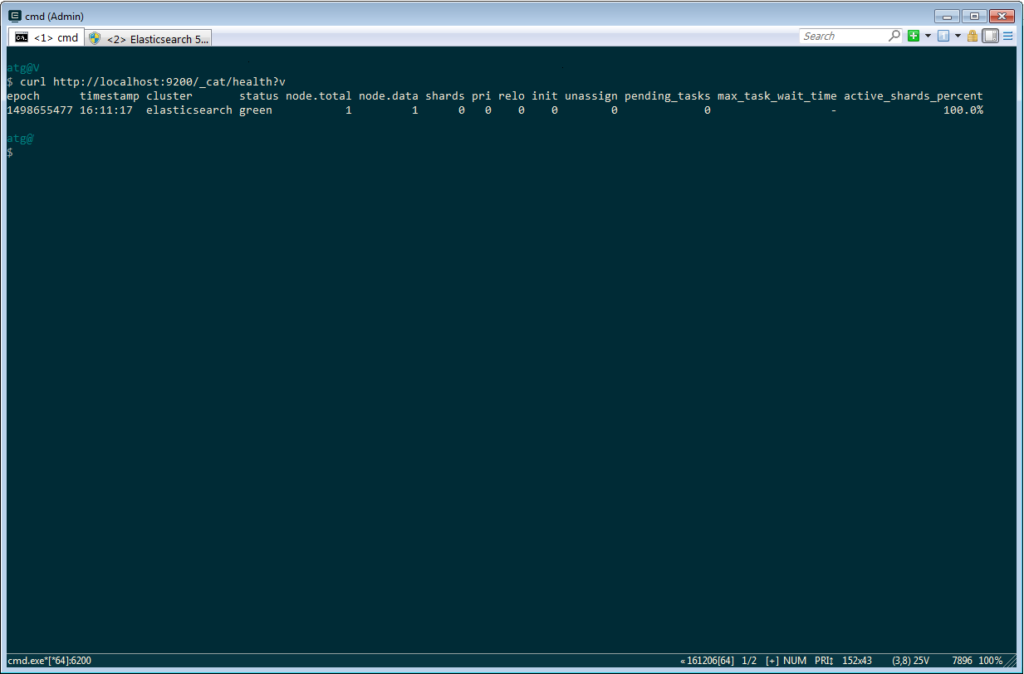 cmd (Admin)
<1> cmd
<2> Elasticsearch 5...
Search
atg@V
$ curl http://localhost:9200/_cat/health?v
epoch timestamp cluster status node.total node.data shards pri relo init unassign pending_tasks max_task_wait_time active_shards_percent
1498655477 16:11:17 elasticsearch green 1 1 0 0 0 0 0 0 - 100.0%
atg@
$
cmd.exe*[*64]:6200 « 161206[64] 1/2 [+] NUM PRI↕ 152x43 (3,8) 25V 7896 100%